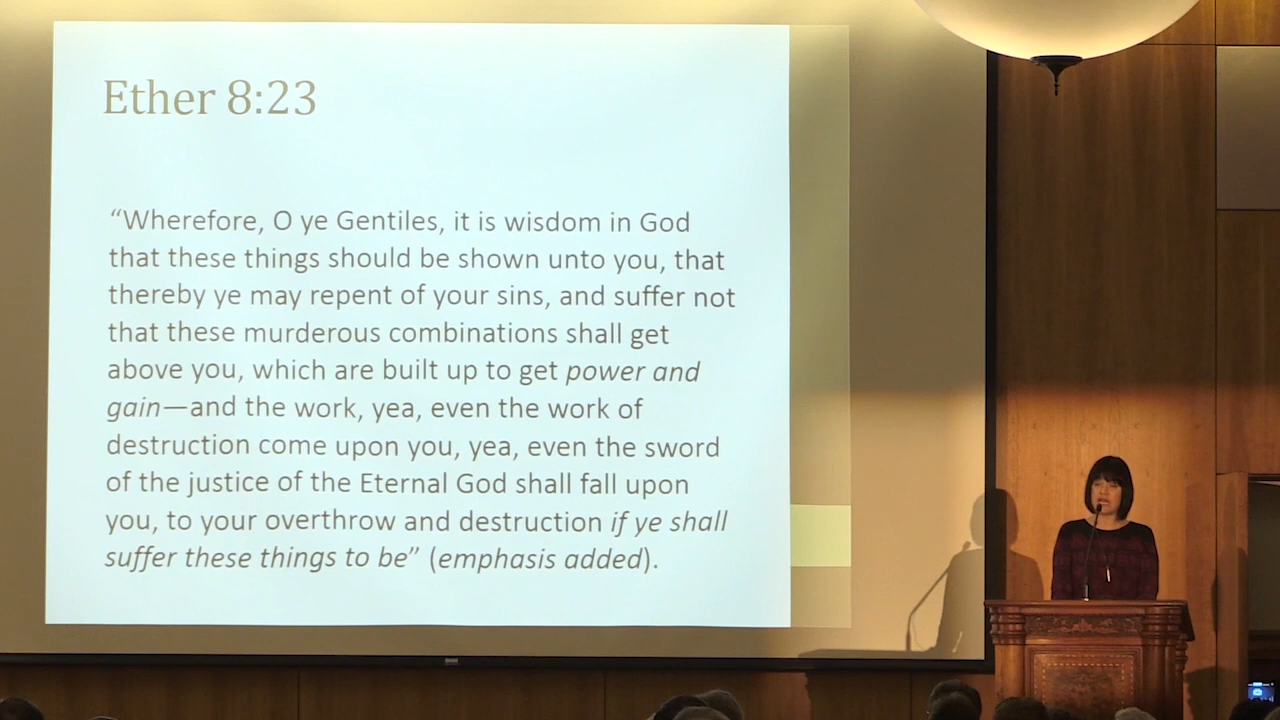 Ether 8:23
“Wherefore, O ye Gentiles, it is wisdom in God
that these things should be shown unto you, that
thereby ye may repent of your sins, and suffer not
that these murderous combinations shall get
above you, which are built up to get power and
gain—and the work, yea, even the work of
destruction come upon you, yea, even the sword
of the justice of the Eternal God shall fall upon
you, to your overthrow and destruction if ye shall
suffer these things to be” (emphasis added).